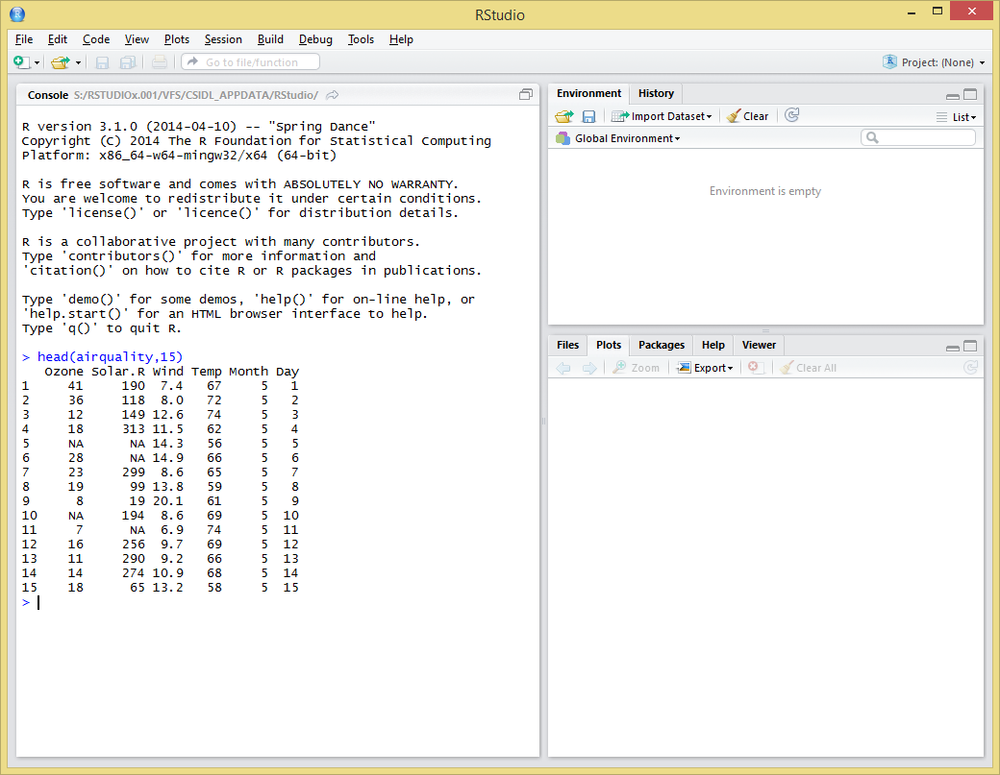 RStudio
File Edit Code View Plots Session Build Debug Tools Help
Go to file/function
Project: (None)
Console S:/RSTUDIOx.001/VFS/CSIDL_APPDATA/RStudio/
R version 3.1.0 (2014-04-10) -- "Spring Dance"
Copyright (C) 2014 The R Foundation for Statistical Computing
Platform: x86_64-w64-mingw32/x64 (64-bit)
R is free software and comes with ABSOLUTELY NO WARRANTY.
You are welcome to redistribute it under certain conditions.
Type 'license()' or 'licence()' for distribution details.
R is a collaborative project with many contributors.
Type 'contributors()' for more information and
'citation()' on how to cite R or R packages in publications.
Type 'demo()' for some demos, 'help()' for on-line help, or
'help.start()' for an HTML browser interface to help.
Type 'q()' to quit R.
> head(airquality,15)
Ozone Solar.R Wind Temp Month Day
1 41 190 7.4 67 5 1
2 36 118 8.0 72 5 2
3 12 149 12.6 74 5 3
4 18 313 11.5 62 5 4
5 NA NA 14.3 56 5 5
6 28 NA 14.9 66 5 6
7 23 299 8.6 65 5 7
8 19 99 13.8 59 5 8
9 8 19 20.1 61 5 9
10 NA 194 8.6 69 5 10
11 7 NA 6.9 74 5 11
12 16 256 9.7 69 5 12
13 11 290 9.2 66 5 13
14 14 274 10.9 68 5 14
15 18 65 13.2 58 5 15
>
Environment History
Import Dataset Clear List
Global Environment
Environment is empty
Files Plots Packages Help Viewer
Zoom Export Clear All